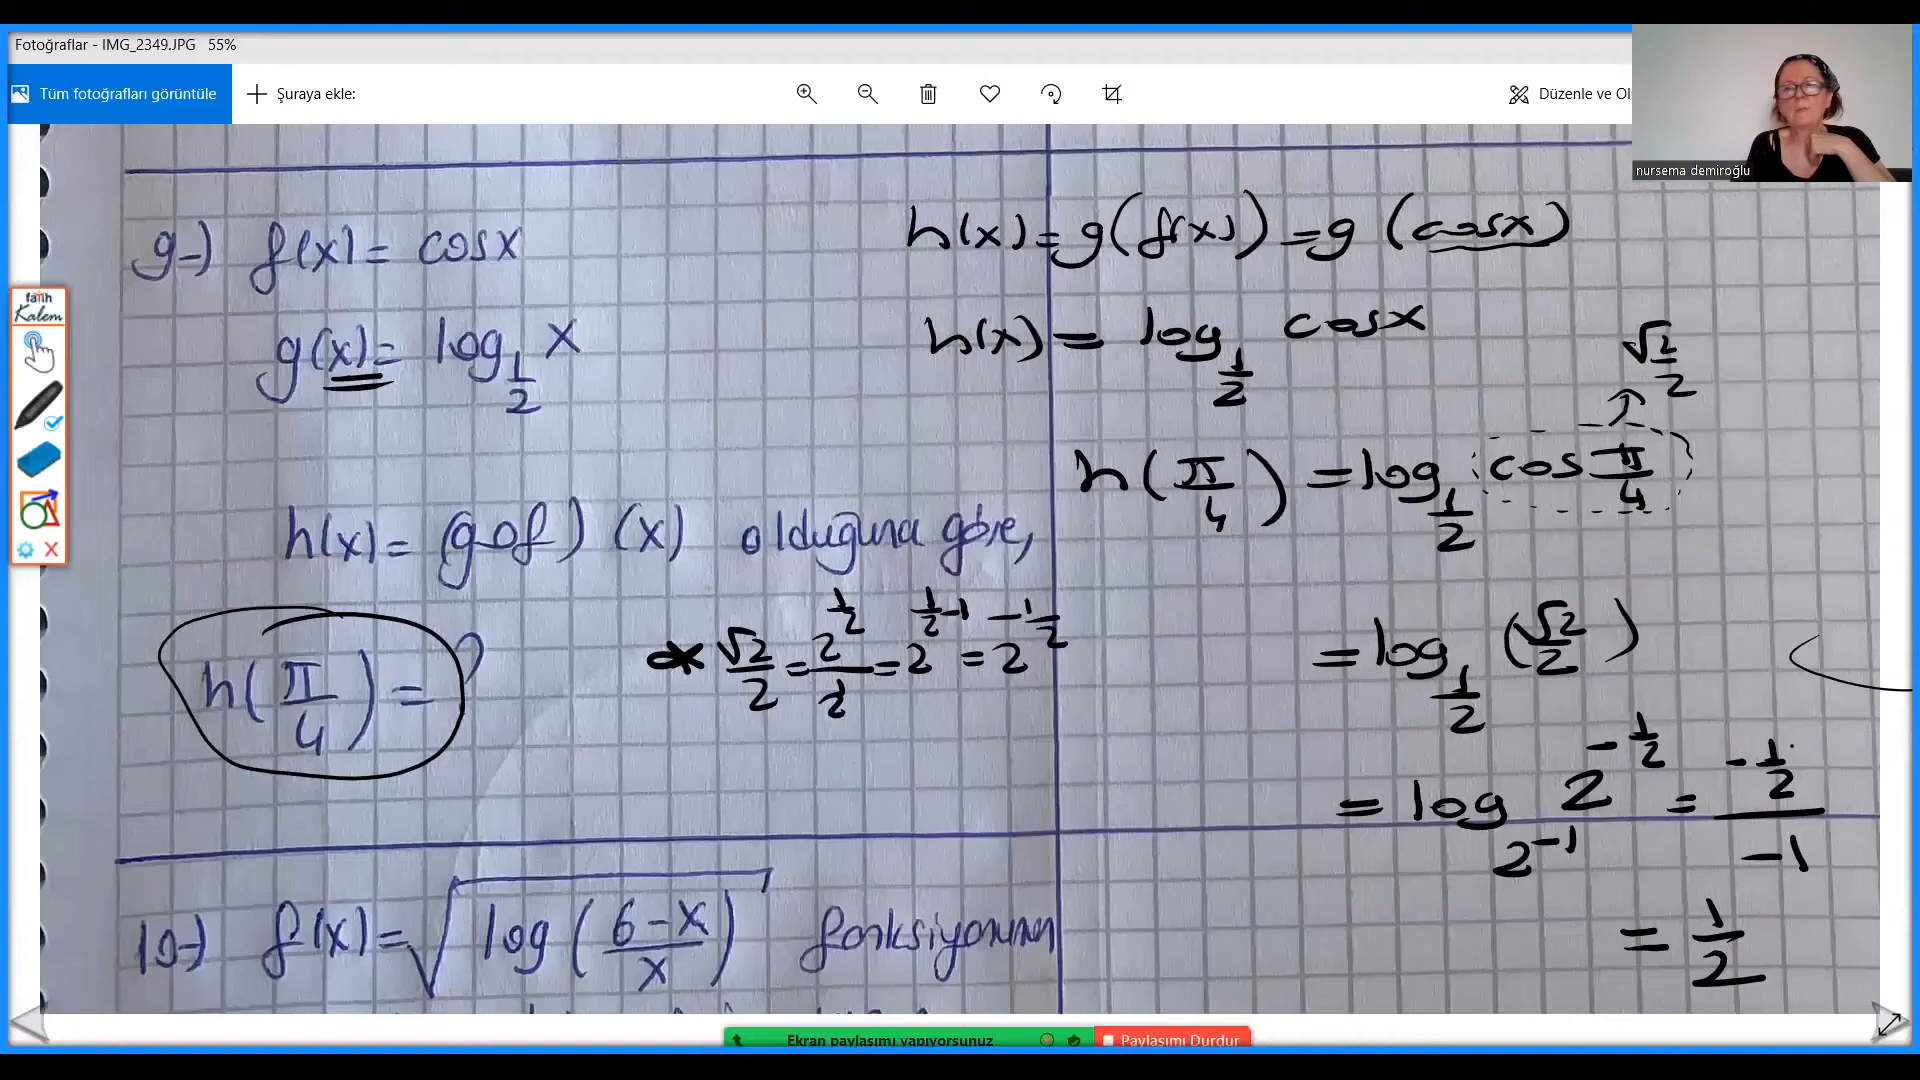 Fotoğraflar - IMG_2349.JPG 55%
Tüm fotoğrafları görüntüle
Şuraya ekle:
Düzenle ve Ol
nursema demiroğlu
fatih
Kalem
9-) f(x) = cosx
g(x) = log_{1/2} x
h(x) = (gof) (x) olduğuna göre,
h(π/4) = ?
* √2/2 = 2^{1/2}/2 = 2^{1/2 - 1} = 2^{-1/2}
h(x) = g(f(x)) = g (cosx)
h(x) = log_{1/2} cosx
√2/2
h(π/4) = log_{1/2} cos π/4
= log_{1/2} (√2/2)
= log_{2^{-1}} 2^{-1/2} = (-1/2)/(-1)
= 1/2
10-) f(x) = √log((6-x)/x) fonksiyonunun
Ekran paylaşımı yapıyorsunuz
Paylaşımı Durdur